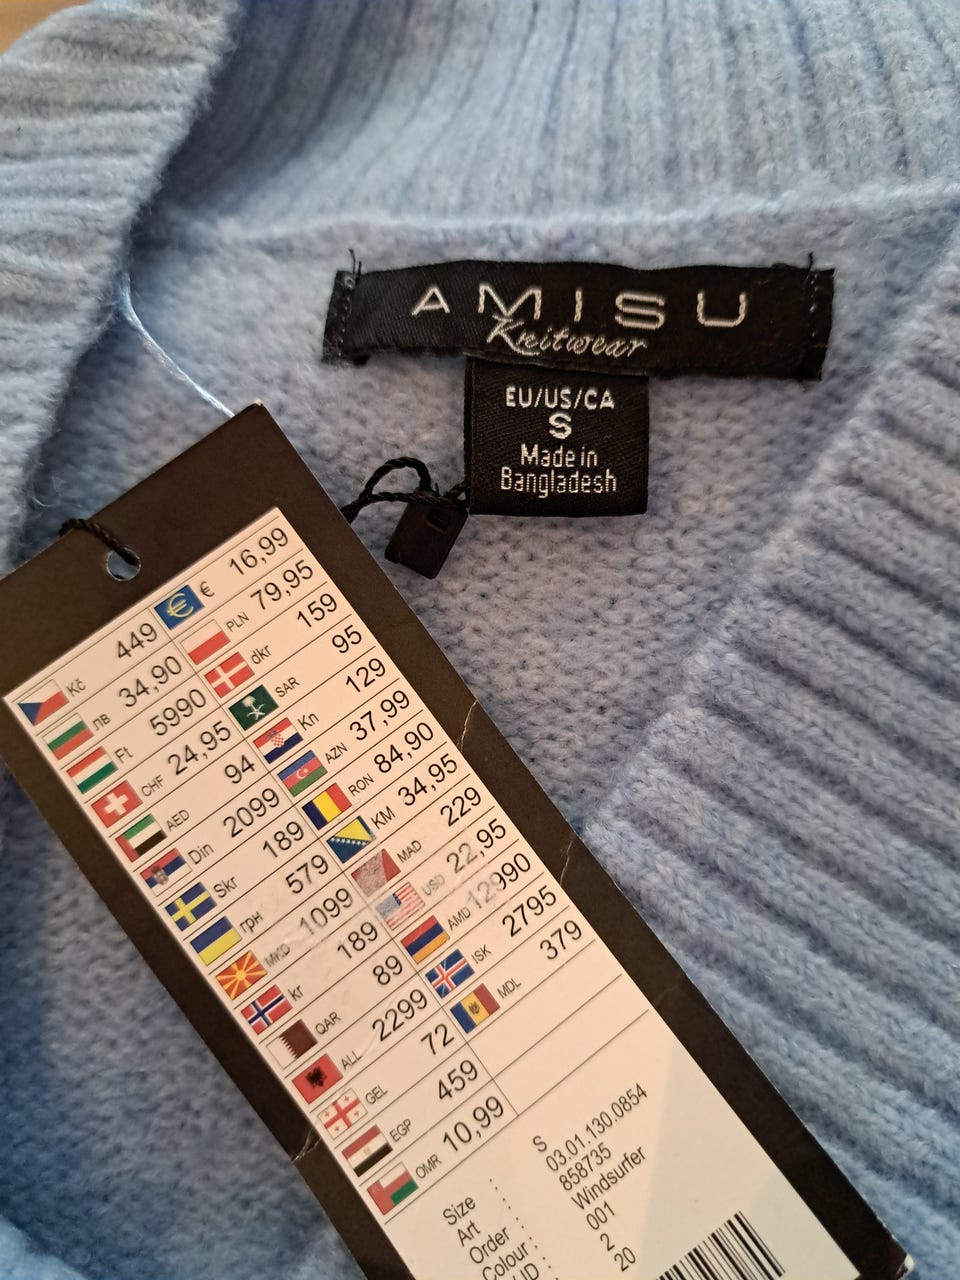 AMISU
Knitwear
EU/US/CA
S
Made in
Bangladesh
€ 16,99
PLN 79,95
dkr 159
SAR 95
Kn 129
AZN 37,99
RON 84,90
KM 34,95
MAD 229
USD 22,95
AMD 12990
ISK 2795
MDL 379
Kč 449
лв 34,90
Ft 5990
CHF 24,95
AED 94
Din 2099
Skr 189
грн 579
MKD 1099
kr 189
QAR 89
ALL 2299
GEL 72
EGP 459
OMR 10,99
Size : S
Art : 03.01.130.0854
Order : 858735
Colour : Windsurfer
001
ID : 2
20